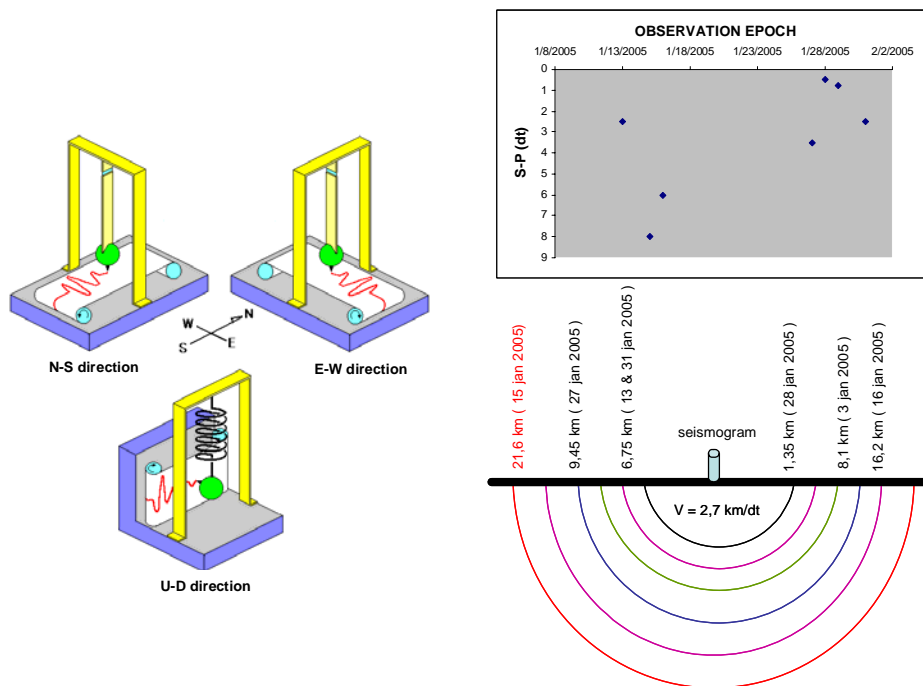 OBSERVATION EPOCH
1/8/2005 1/13/2005 1/18/2005 1/23/2005 1/28/2005 2/2/2005
0
1
2
3
4
5
6
7
8
9
S-P (dt)
N
W
S
E
N-S direction
E-W direction
U-D direction
21,6 km ( 15 jan 2005)
9,45 km ( 27 jan 2005)
6,75 km ( 13 & 31 jan 2005 )
seismogram
1,35 km ( 28 jan 2005 )
8,1 km ( 3 jan 2005 )
16,2 km ( 16 jan 2005 )
V = 2,7 km/dt